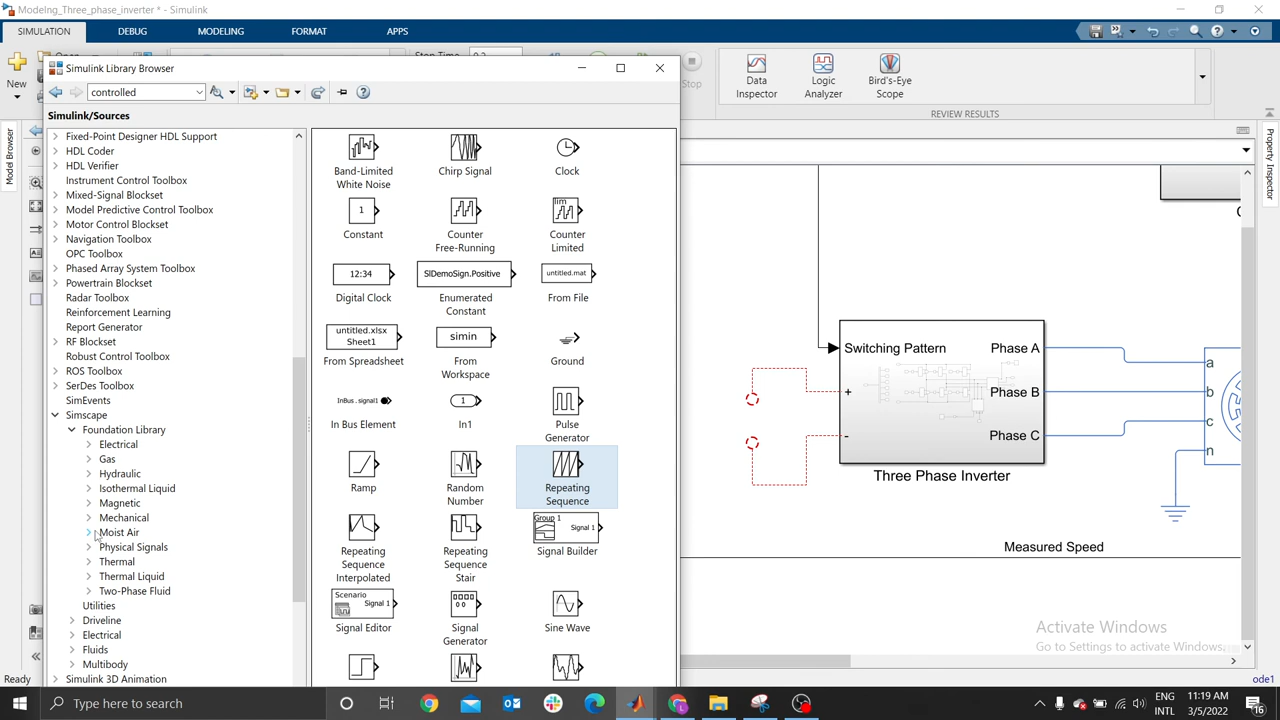 Modelng_Three_phase_inverter * - Simulink
SIMULATION
DEBUG
MODELING
FORMAT
APPS
New
Stop
Data Inspector
Logic Analyzer
Bird's-Eye Scope
REVIEW RESULTS
Simulink Library Browser
controlled
Simulink/Sources
Model Browser
Property Inspector
Fixed-Point Designer HDL Support
HDL Coder
HDL Verifier
Instrument Control Toolbox
Mixed-Signal Blockset
Model Predictive Control Toolbox
Motor Control Blockset
Navigation Toolbox
OPC Toolbox
Phased Array System Toolbox
Powertrain Blockset
Radar Toolbox
Reinforcement Learning
Report Generator
RF Blockset
Robust Control Toolbox
ROS Toolbox
SerDes Toolbox
SimEvents
Simscape
Foundation Library
Electrical
Gas
Hydraulic
Isothermal Liquid
Magnetic
Mechanical
Moist Air
Physical Signals
Thermal
Thermal Liquid
Two-Phase Fluid
Utilities
Driveline
Electrical
Fluids
Multibody
Simulink 3D Animation
Band-Limited White Noise
Chirp Signal
Clock
1
Constant
Counter Free-Running
lim
Counter Limited
12:34
Digital Clock
SlDemoSign.Positive
Enumerated Constant
untitled.mat
From File
untitled.xlsx
Sheet1
From Spreadsheet
simin
From Workspace
Ground
InBus.signal1
In Bus Element
1
In1
Pulse Generator
Ramp
Random Number
Repeating Sequence
Repeating Sequence Interpolated
Repeating Sequence Stair
Group 1
Signal 1
Signal Builder
Scenario
Signal 1
Signal Editor
Signal Generator
Sine Wave
Switching Pattern
Phase A
+
Phase B
-
Phase C
Three Phase Inverter
a
b
c
n
Measured Speed
Activate Windows
Go to Settings to activate Windows.
Ready
ode1
Type here to search
ENG
INTL
11:19 AM
3/5/2022
16